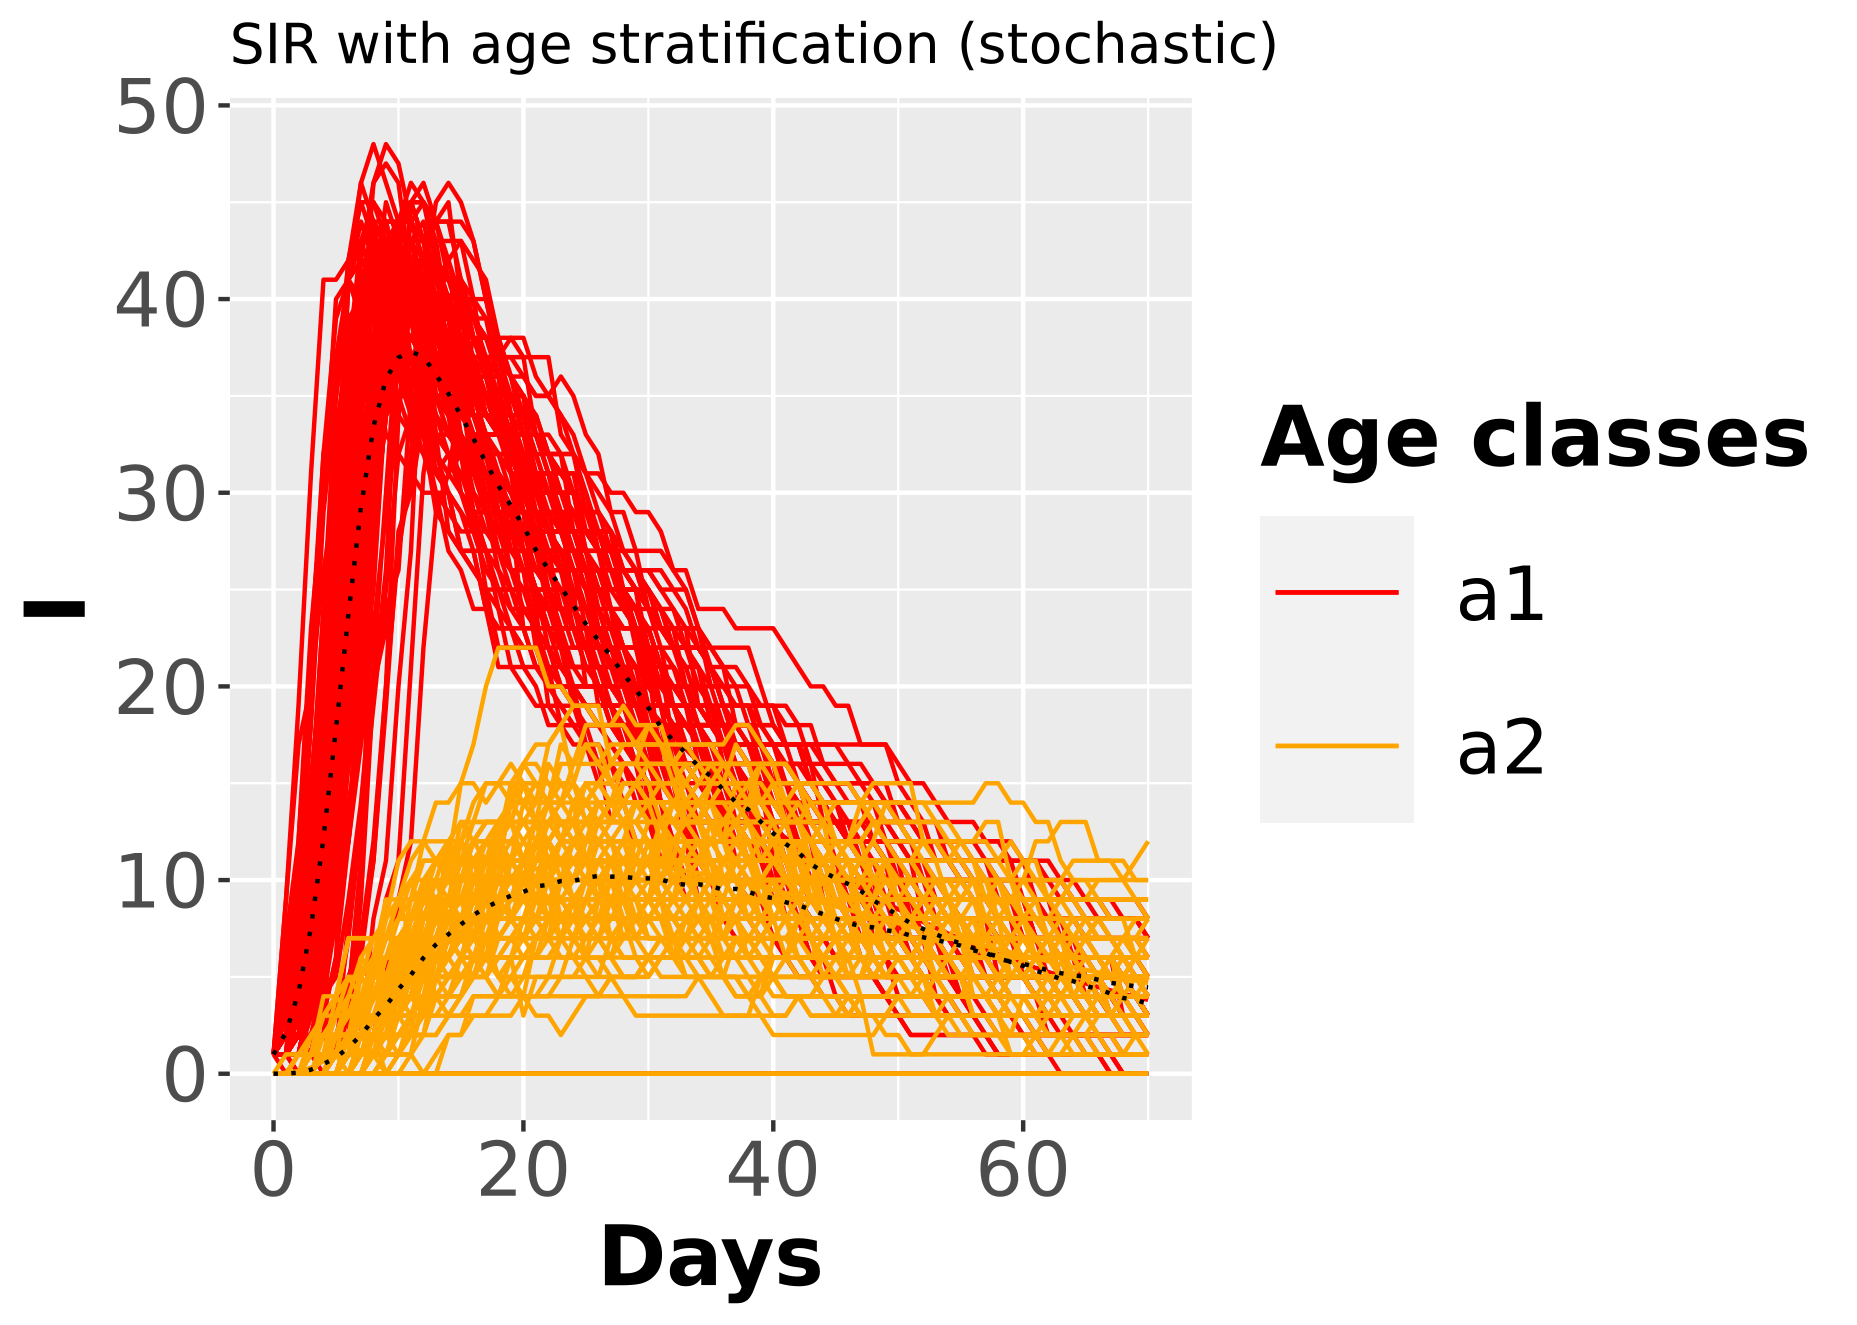 SIR with age stratification (stochastic)
50
40
30
20
10
0
I
0 20 40 60
Days
Age classes
a1
a2